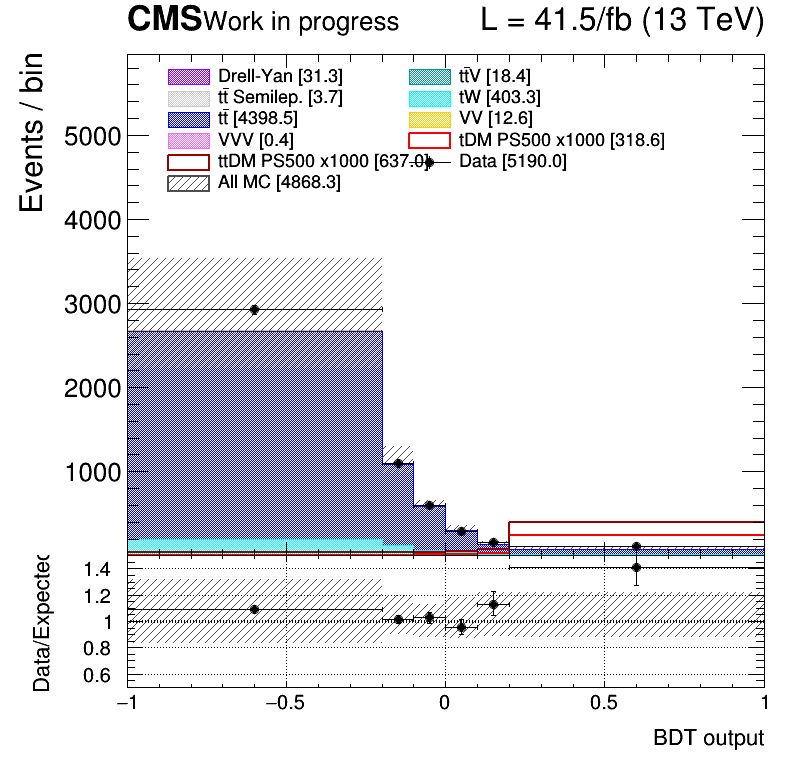 CMS Work in progress L = 41.5/fb (13 TeV)
Events / bin
Drell-Yan [31.3] tt̄V [18.4]
tt̄ Semilep. [3.7] tW [403.3]
tt̄ [4398.5] VV [12.6]
VVV [0.4] tDM PS500 x1000 [318.6]
ttDM PS500 x1000 [637.0] Data [5190.0]
All MC [4868.3]
5000
4000
3000
2000
1000
Data/Expected
1.4
1.2
1
0.8
0.6
−1 −0.5 0 0.5 1
BDT output